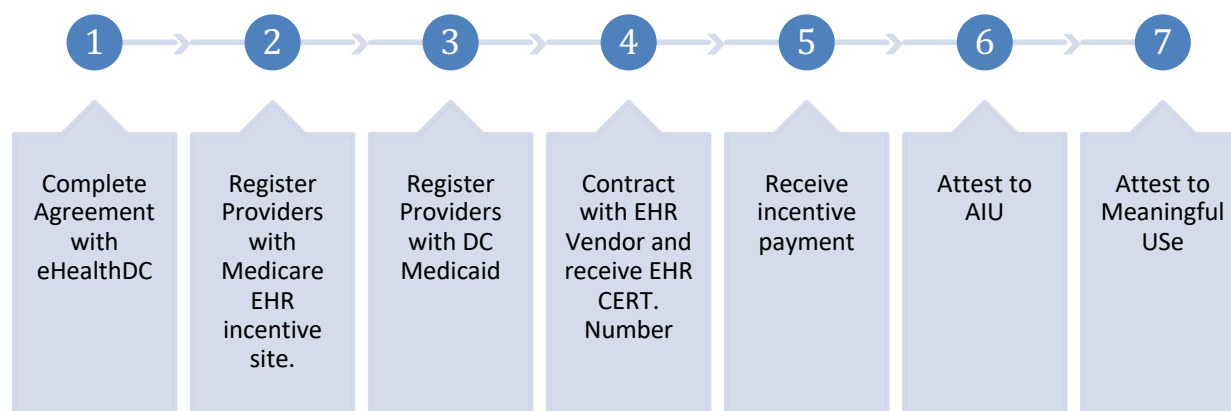 1 2 3 4 5 6 7
Complete
Agreement
with
eHealthDC
Register
Providers
with
Medicare
EHR
incentive
site.
Register
Providers
with DC
Medicaid
Contract
with EHR
Vendor and
receive EHR
CERT.
Number
Receive
incentive
payment
Attest to
AIU
Attest to
Meaningful
USe